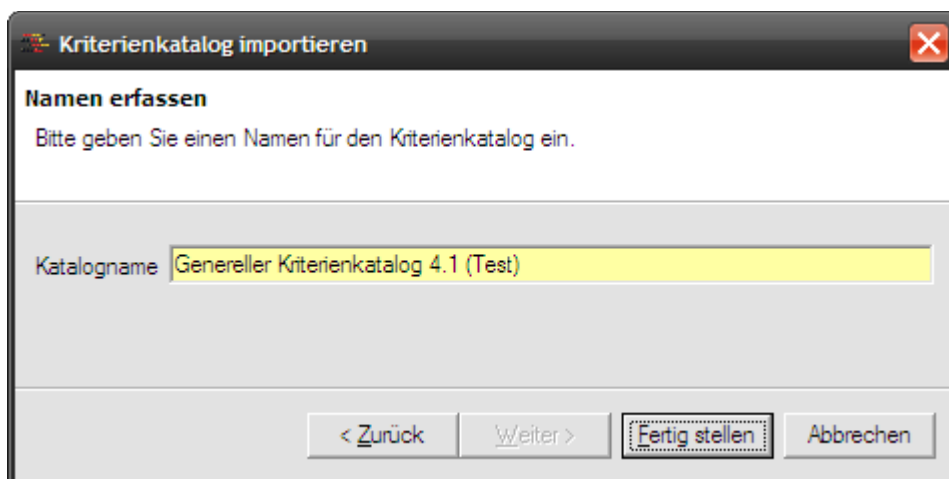 Kriterienkatalog importieren
Namen erfassen
Bitte geben Sie einen Namen für den Kriterienkatalog ein.
Katalogname Genereller Kriterienkatalog 4.1 (Test)
< Zurück Weiter > Fertig stellen Abbrechen